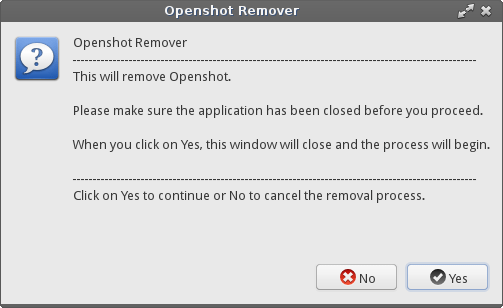 Openshot Remover
Openshot Remover
--------------------------------------------------------------------------------------
This will remove Openshot.
Please make sure the application has been closed before you proceed.
When you click on Yes, this window will close and the process will begin.
--------------------------------------------------------------------------------------
Click on Yes to continue or No to cancel the removal process.
No
Yes